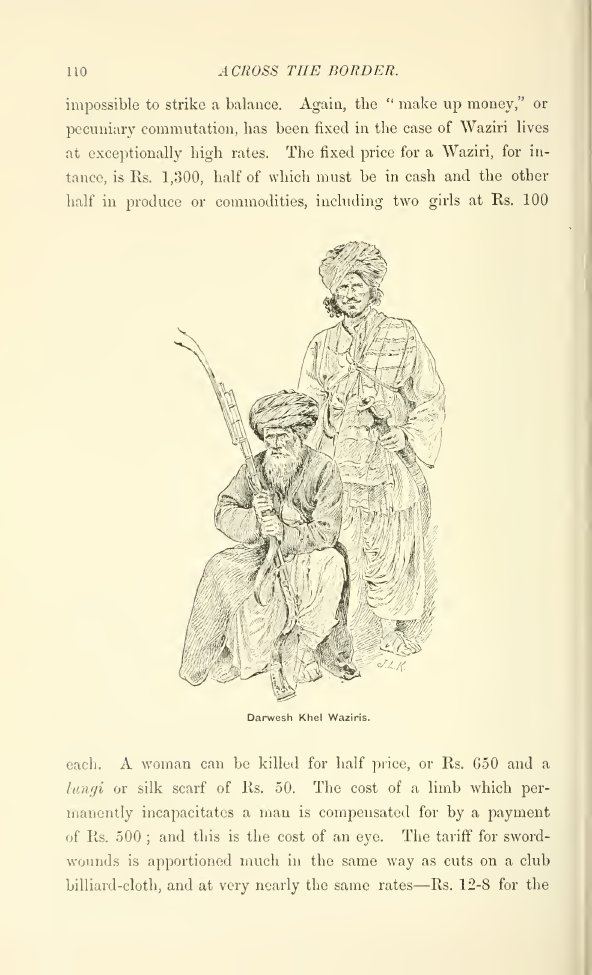 110 ACROSS THE BORDER.
impossible to strike a balance. Again, the “ make up money,” or
pecuniary commutation, has been fixed in the case of Waziri lives
at exceptionally high rates. The fixed price for a Waziri, for in-
tance, is Rs. 1,300, half of which must be in cash and the other
half in produce or commodities, including two girls at Rs. 100
J.L.K.
Darwesh Khel Waziris.
each. A woman can be killed for half price, or Rs. 650 and a
lungi or silk scarf of Rs. 50. The cost of a limb which per-
manently incapacitates a man is compensated for by a payment
of Rs. 500 ; and this is the cost of an eye. The tariff for sword-
wounds is apportioned much in the same way as cuts on a club
billiard-cloth, and at very nearly the same rates—Rs. 12-8 for the